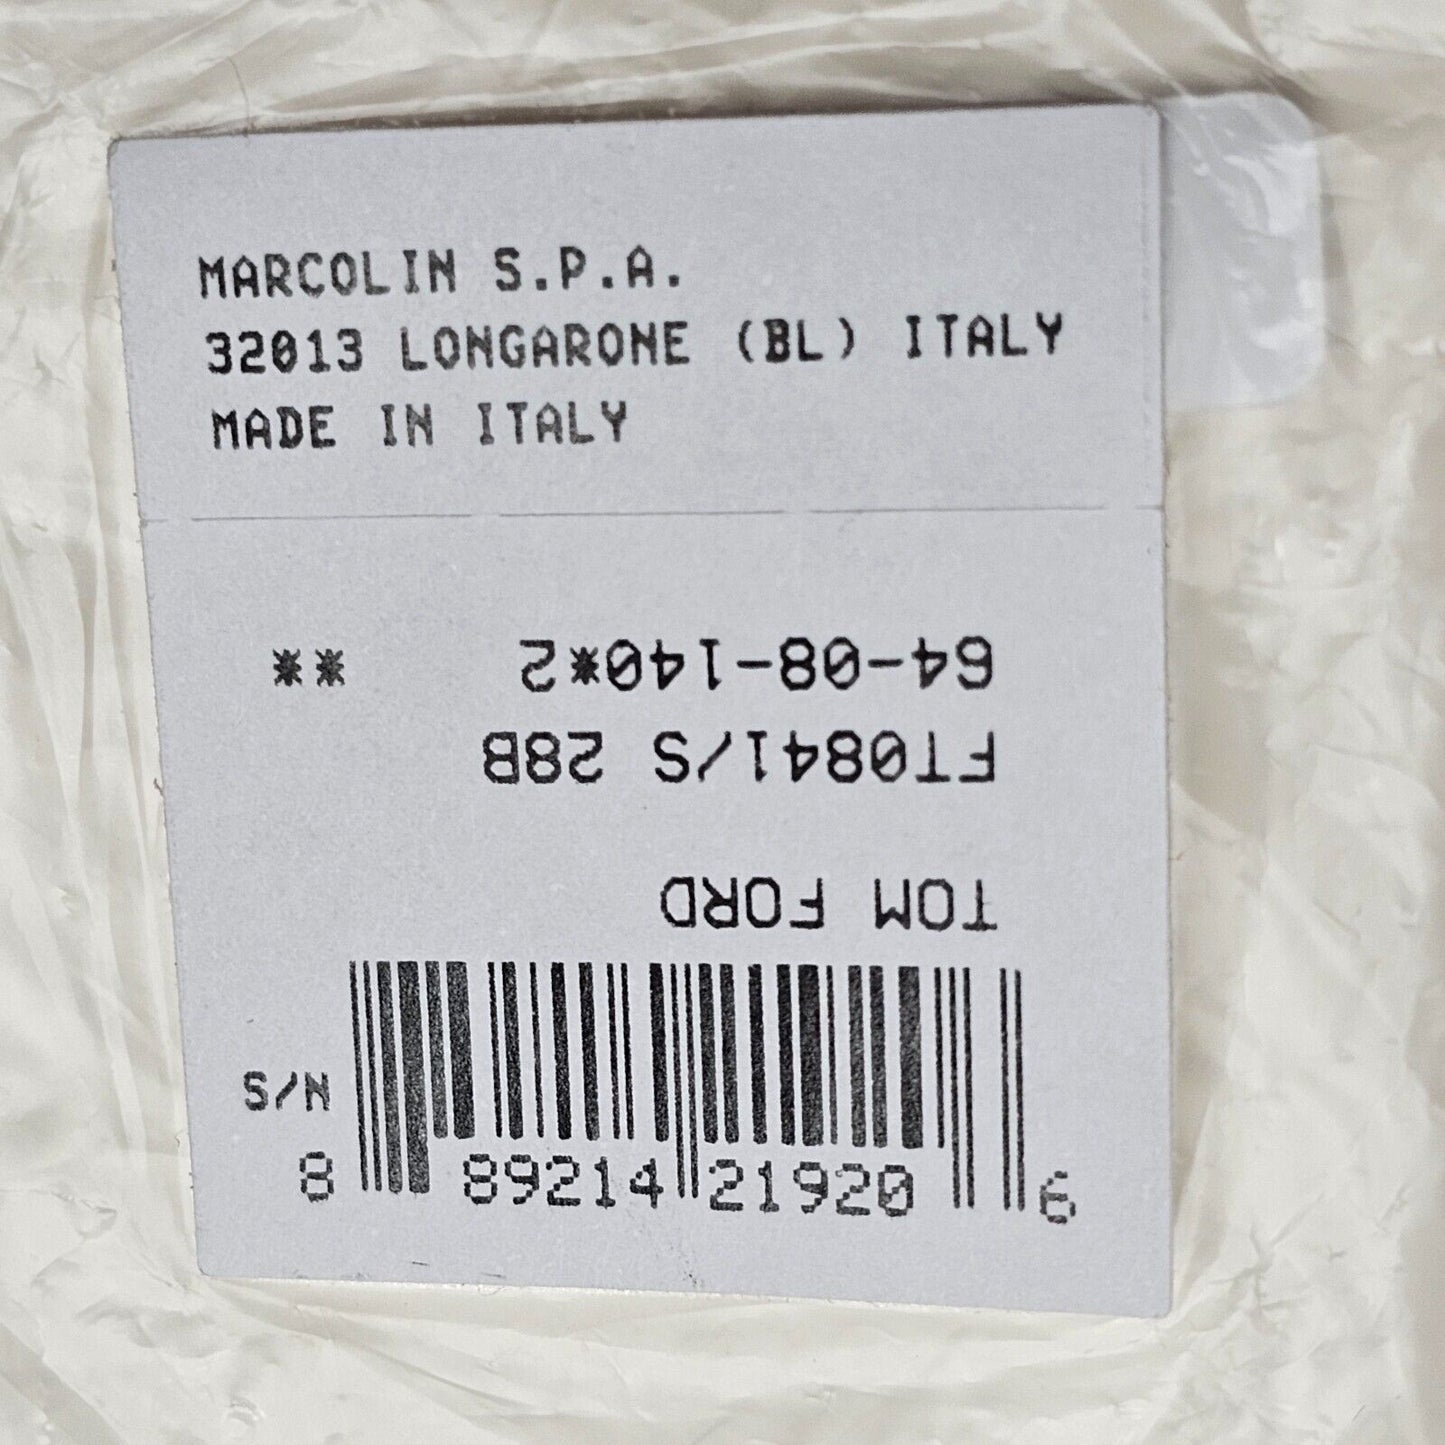 MARCOLIN S.P.A.
32013 LONGARONE (BL) ITALY
MADE IN ITALY
TOM FORD
FT0841/S 28B
64-08-140*2 **
S/N
8 89214 21920 6